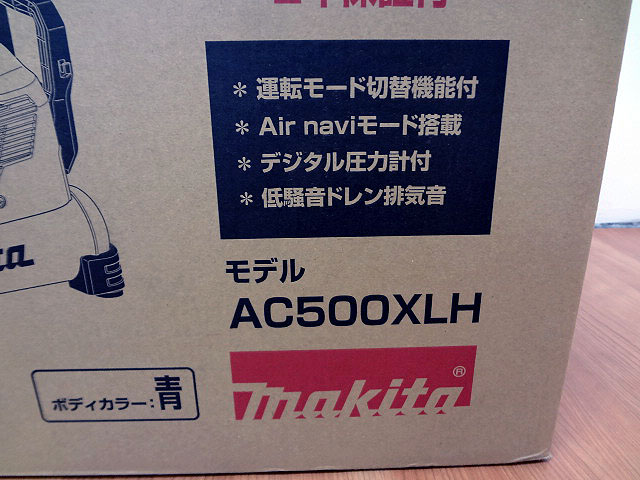 * 運転モード切替機能付
* Air naviモード搭載
* デジタル圧力計付
* 低騒音ドレン排気音
モデル
AC500XLH
ボディカラー:青
makita®